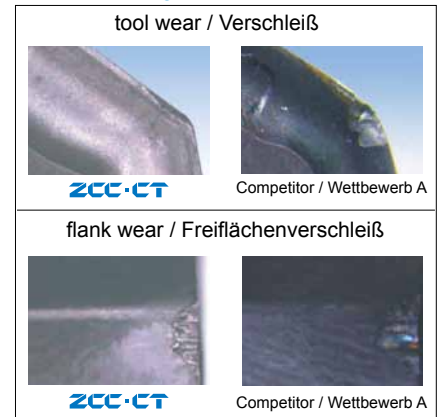 tool wear / Verschleiß
ZCC·CT
Competitor / Wettbewerb A
flank wear / Freiflächenverschleiß
ZCC·CT
Competitor / Wettbewerb A